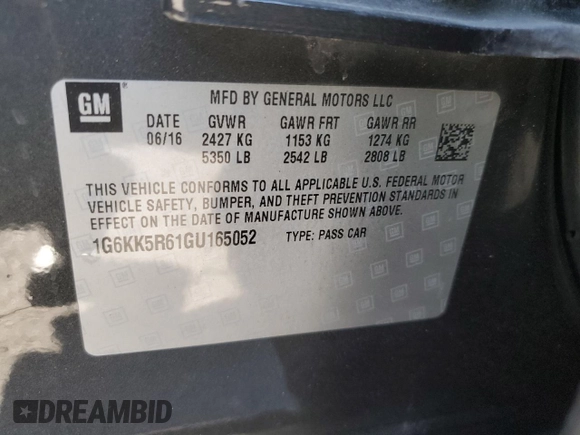 GM
MFD BY GENERAL MOTORS LLC
DATE GVWR GAWR FRT GAWR RR
06/16 2427 KG 1153 KG 1274 KG
5350 LB 2542 LB 2808 LB
THIS VEHICLE CONFORMS TO ALL APPLICABLE U.S. FEDERAL MOTOR
VEHICLE SAFETY, BUMPER, AND THEFT PREVENTION STANDARDS
IN EFFECT ON THE DATE OF MANUFACTURE SHOWN ABOVE.
1G6KK5R61GU165052 TYPE: PASS CAR
DREAMBID